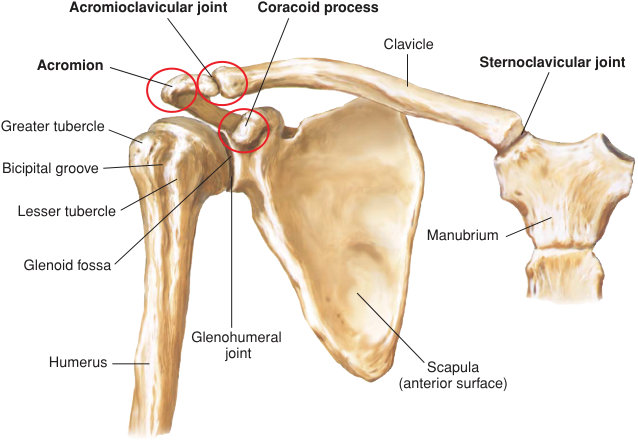 Acromioclavicular joint
Coracoid process
Clavicle
Acromion
Sternoclavicular joint
Greater tubercle
Bicipital groove
Lesser tubercle
Manubrium
Glenoid fossa
Glenohumeral
joint
Humerus
Scapula
(anterior surface)